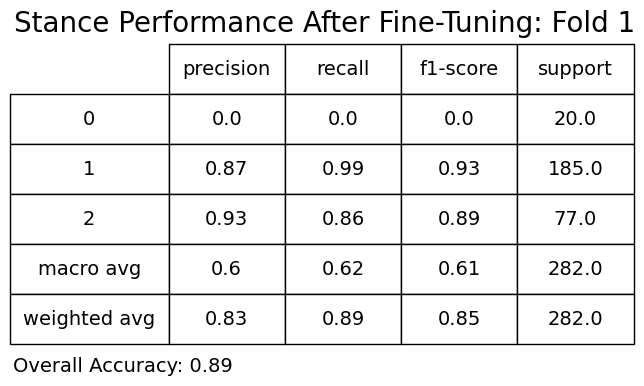 Stance Performance After Fine-Tuning: Fold 1
precision recall f1-score support
0 0.0 0.0 0.0 20.0
1 0.87 0.99 0.93 185.0
2 0.93 0.86 0.89 77.0
macro avg 0.6 0.62 0.61 282.0
weighted avg 0.83 0.89 0.85 282.0
Overall Accuracy: 0.89